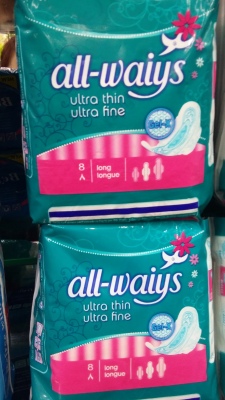 all-waiys
ultra thin
ultra fine
8 long
A longue
all-waiys
ultra thin
ultra fine
8 long
A longue